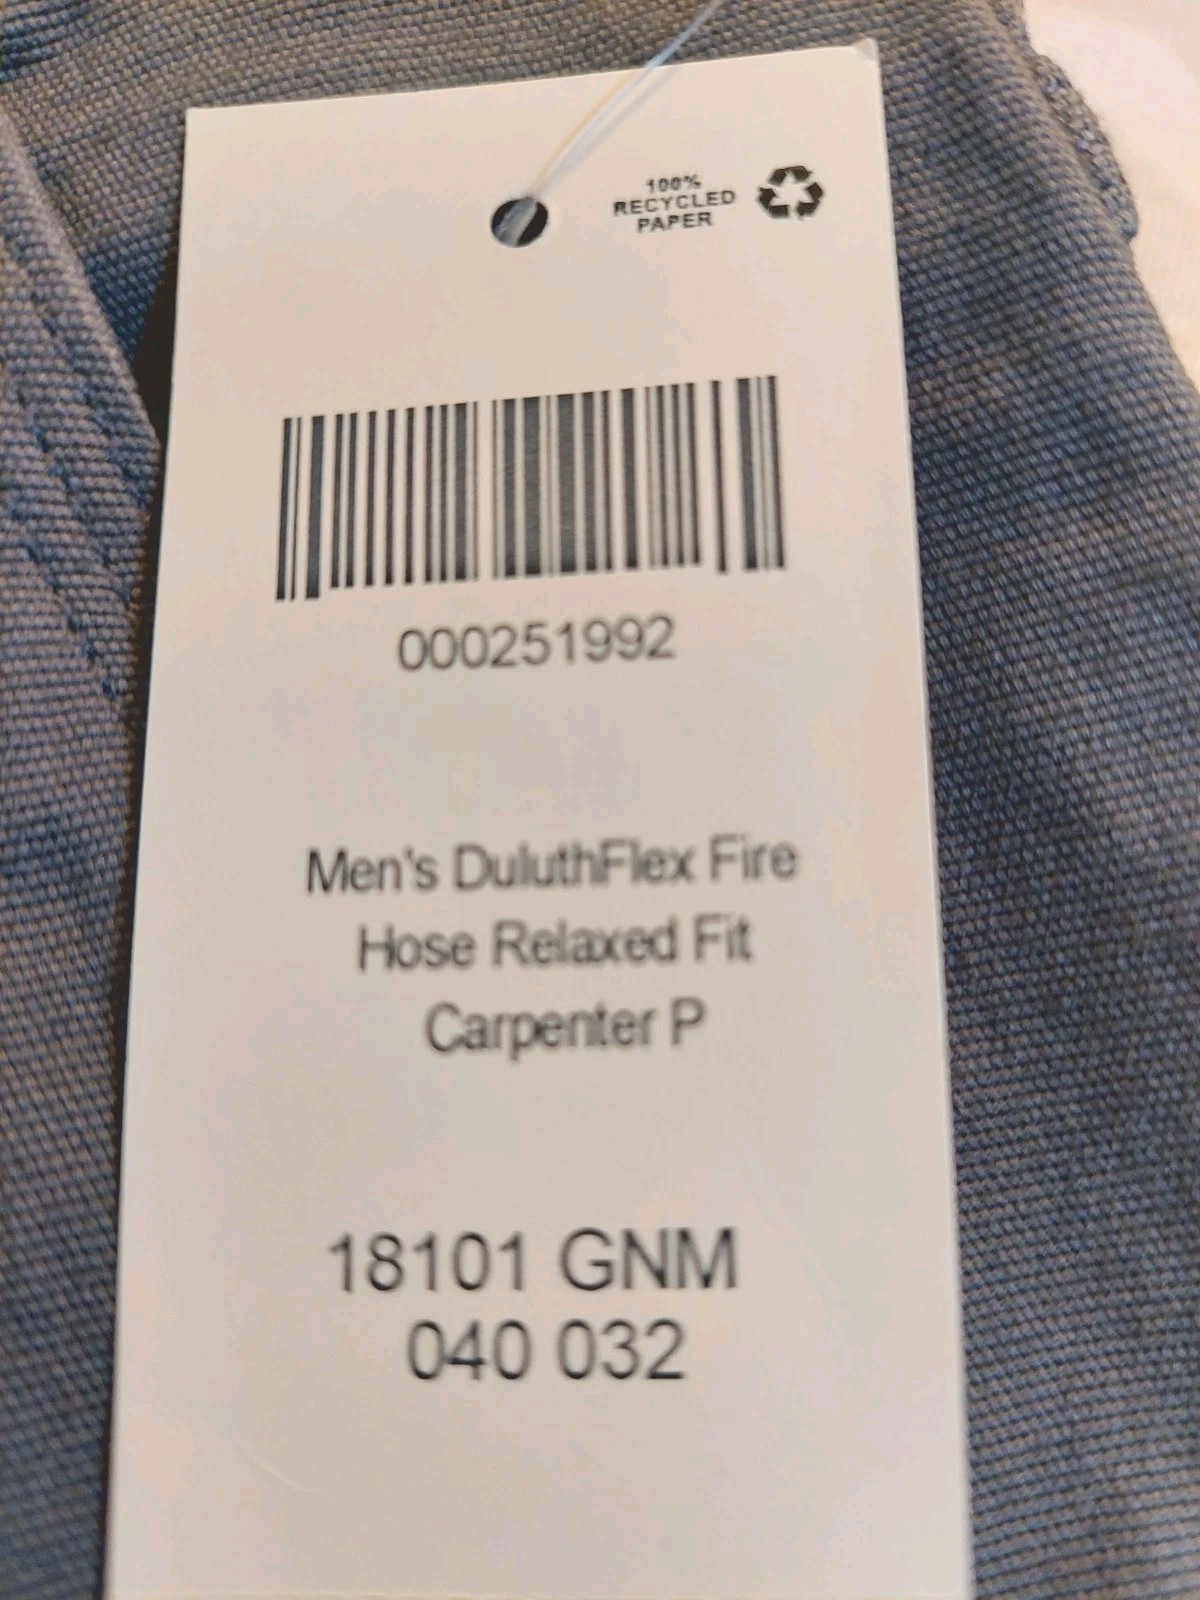 100%
RECYCLED
PAPER
000251992
Men's DuluthFlex Fire
Hose Relaxed Fit
Carpenter P
18101 GNM
040 032